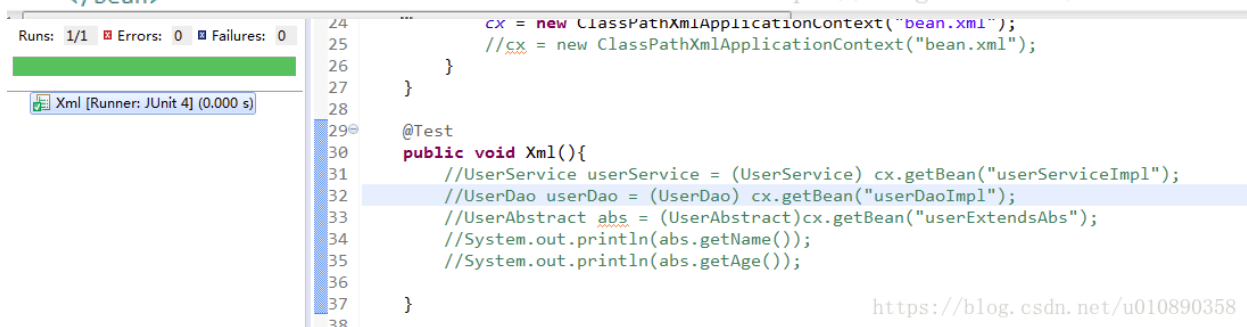 </bean>
Runs: 1/1 Errors: 0 Failures: 0
Xml [Runner: JUnit 4] (0.000 s)
24 cx = new ClassPathXmlApplicationContext("bean.xml");
25 //cx = new ClassPathXmlApplicationContext("bean.xml");
26 }
27 }
28
29 @Test
30 public void Xml(){
31 //UserService userService = (UserService) cx.getBean("userServiceImpl");
32 //UserDao userDao = (UserDao) cx.getBean("userDaoImpl");
33 //UserAbstract abs = (UserAbstract)cx.getBean("userExtendsAbs");
34 //System.out.println(abs.getName());
35 //System.out.println(abs.getAge());
36
37 }
38
https://blog.csdn.net/u010890358